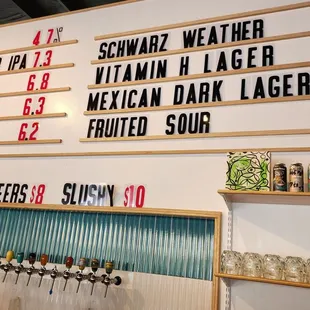 4.7%
SCHWARZ WEATHER
IPA 7.3
VITAMIN H LAGER
6.8
MEXICAN DARK LAGER
6.3
FRUITED SOUR
6.2
EERS $8 SLUSHY $10